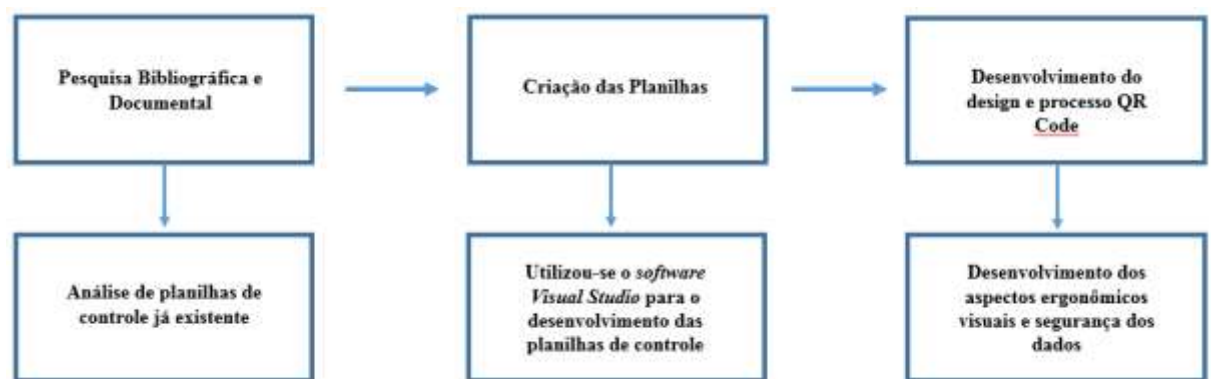 Pesquisa Bibliográfica e
Documental
Criação das Planilhas
Desenvolvimento do
design e processo QR
Code
Análise de planilhas de
controle já existente
Utilizou-se o software
Visual Studio para o
desenvolvimento das
planilhas de controle
Desenvolvimento dos
aspectos ergonômicos
visuais e segurança dos
dados